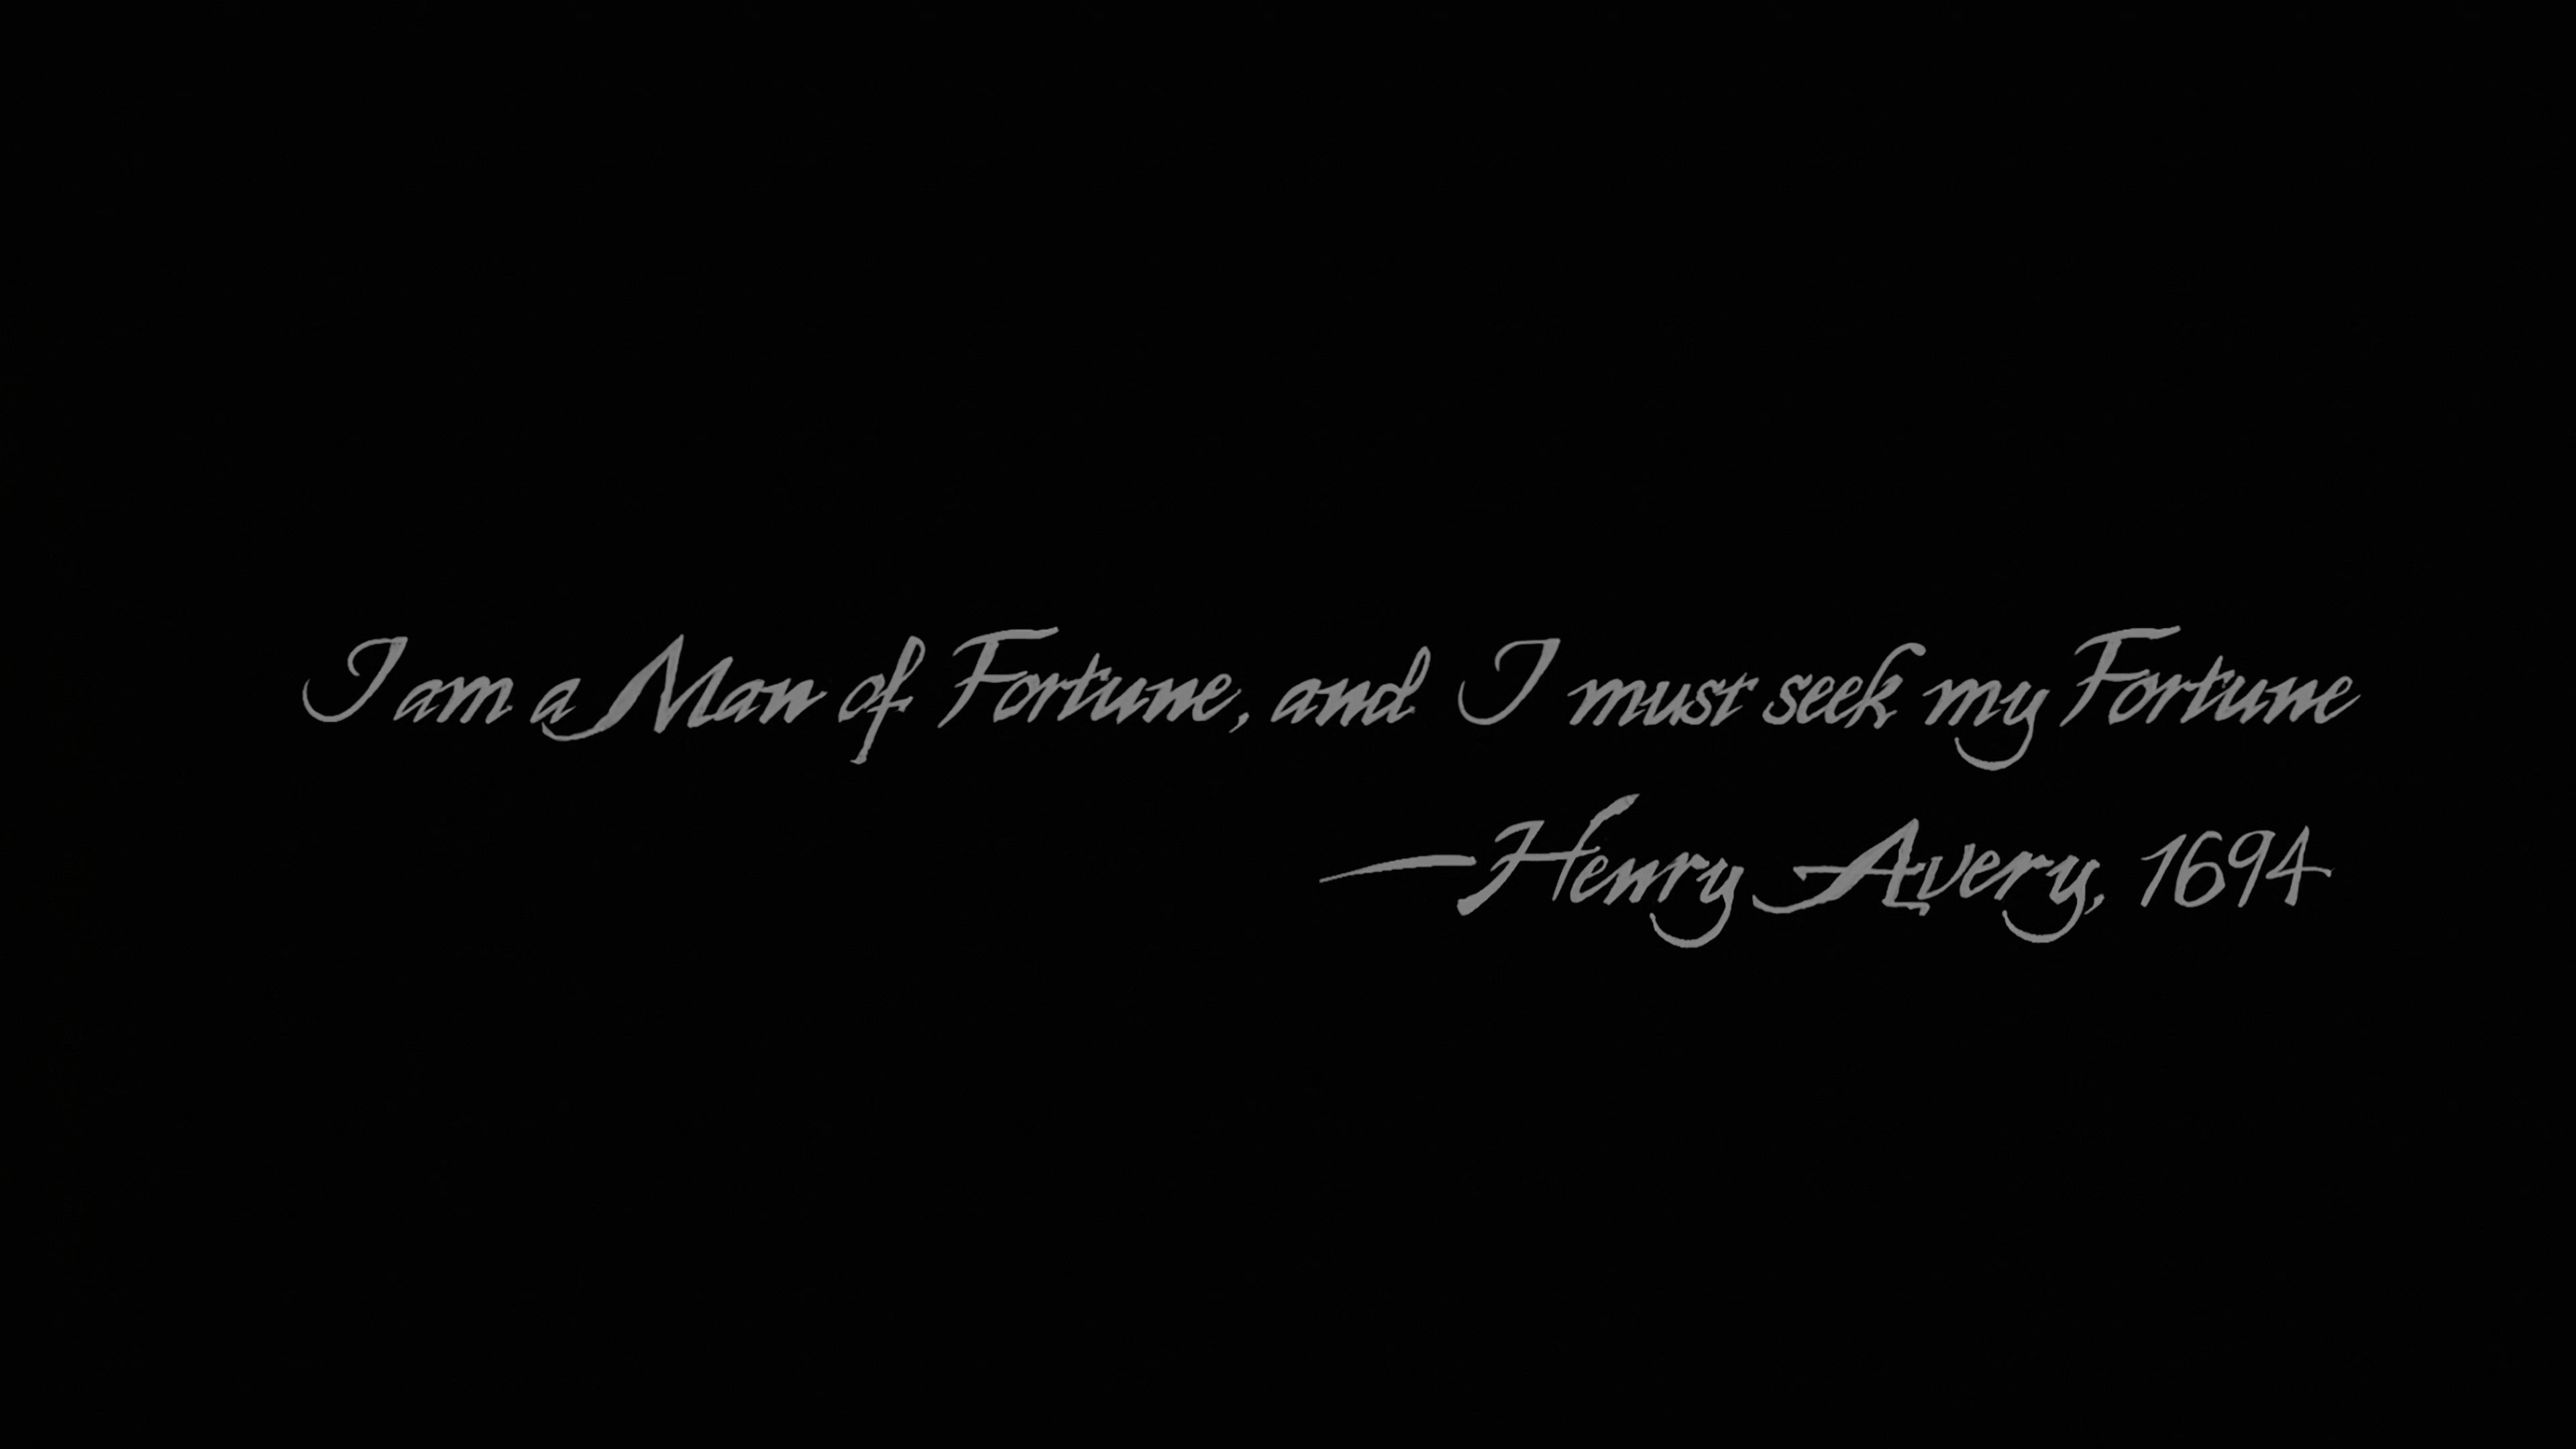 I am a Man of Fortune, and I must seek my Fortune
—Henry Avery, 1694